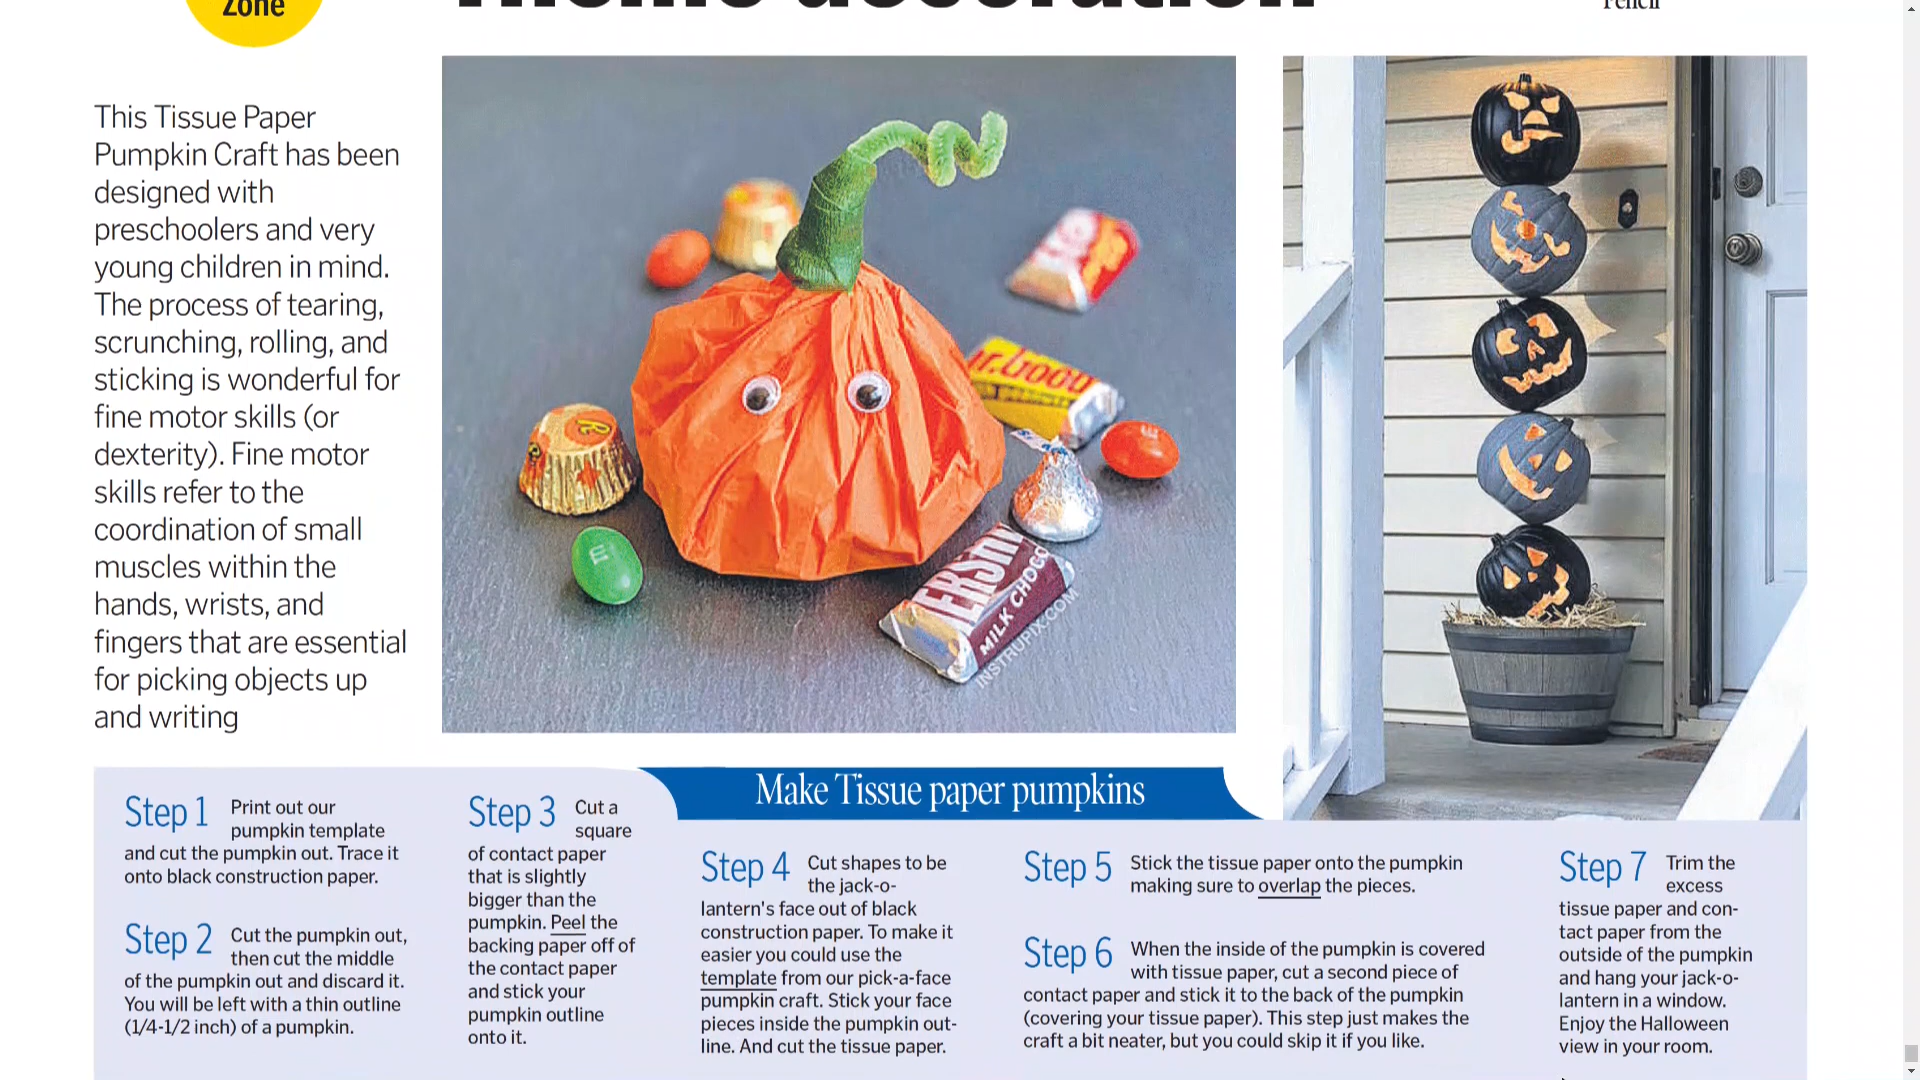 Zone
Theme decoration
Pencil
This Tissue Paper
Pumpkin Craft has been
designed with
preschoolers and very
young children in mind.
The process of tearing,
scrunching, rolling, and
sticking is wonderful for
fine motor skills (or
dexterity). Fine motor
skills refer to the
coordination of small
muscles within the
hands, wrists, and
fingers that are essential
for picking objects up
and writing
MILK CHOC
INSTRUPIX.COM
Make Tissue paper pumpkins
Step 1 Print out our
pumpkin template
and cut the pumpkin out. Trace it
onto black construction paper.
Step 2 Cut the pumpkin out,
then cut the middle
of the pumpkin out and discard it.
You will be left with a thin outline
(1/4-1/2 inch) of a pumpkin.
Step 3 Cut a
square
of contact paper
that is slightly
bigger than the
pumpkin. Peel the
backing paper off of
the contact paper
and stick your
pumpkin outline
onto it.
Step 4 Cut shapes to be
the jack-o-
lantern's face out of black
construction paper. To make it
easier you could use the
template from our pick-a-face
pumpkin craft. Stick your face
pieces inside the pumpkin out-
line. And cut the tissue paper.
Step 5 Stick the tissue paper onto the pumpkin
making sure to overlap the pieces.
Step 6 When the inside of the pumpkin is covered
with tissue paper, cut a second piece of
contact paper and stick it to the back of the pumpkin
(covering your tissue paper). This step just makes the
craft a bit neater, but you could skip it if you like.
Step 7 Trim the
excess
tissue paper and con-
tact paper from the
outside of the pumpkin
and hang your jack-o-
lantern in a window.
Enjoy the Halloween
view in your room.